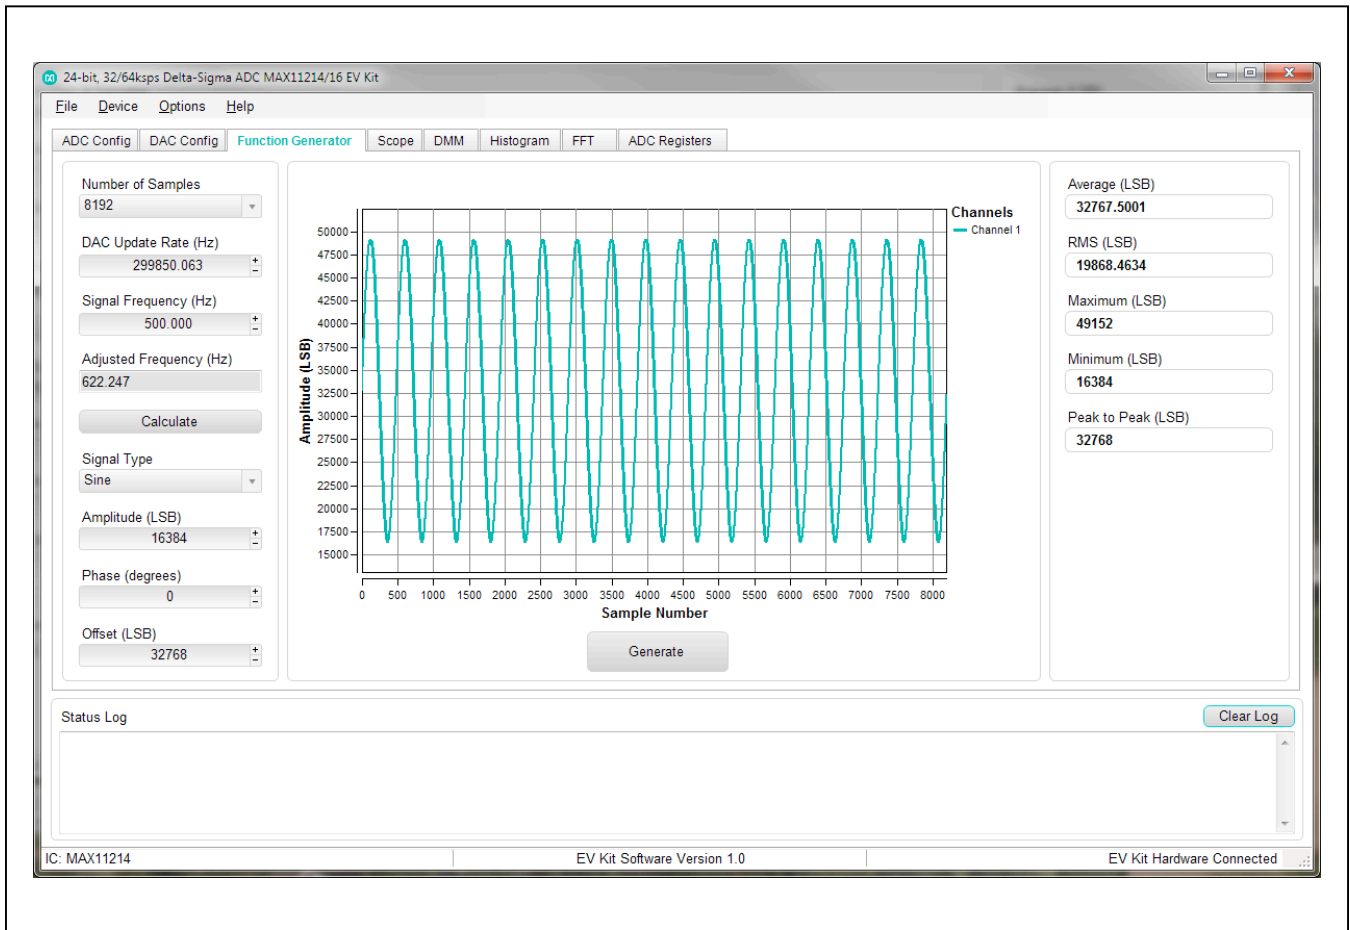 24-bit, 32/64ksps Delta-Sigma ADC MAX11214/16 EV Kit
File Device Options Help
ADC Config DAC Config Function Generator Scope DMM Histogram FFT ADC Registers
Number of Samples
8192
DAC Update Rate (Hz)
299850.063
Signal Frequency (Hz)
500.000
Adjusted Frequency (Hz)
622.247
Calculate
Signal Type
Sine
Amplitude (LSB)
16384
Phase (degrees)
0
Offset (LSB)
32768
Amplitude (LSB)
50000
47500
45000
42500
40000
37500
35000
32500
30000
27500
25000
22500
20000
17500
15000
0 500 1000 1500 2000 2500 3000 3500 4000 4500 5000 5500 6000 6500 7000 7500 8000
Sample Number
Channels
Channel 1
Generate
Average (LSB)
32767.5001
RMS (LSB)
19868.4634
Maximum (LSB)
49152
Minimum (LSB)
16384
Peak to Peak (LSB)
32768
Status Log
Clear Log
IC: MAX11214 EV Kit Software Version 1.0 EV Kit Hardware Connected